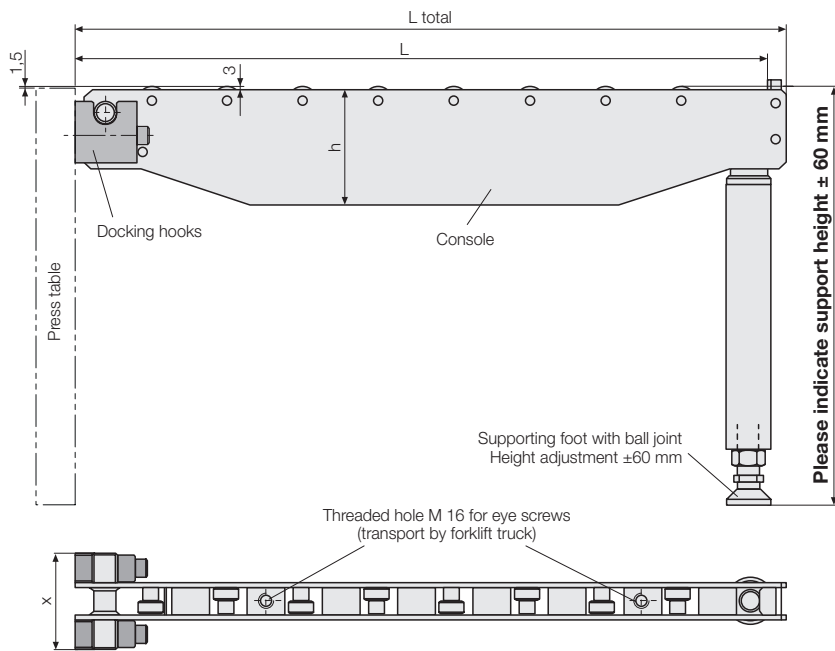 L total
L
1,5
3
h
Docking hooks
Console
Press table
Please indicate support height ± 60 mm
Supporting foot with ball joint
Height adjustment ±60 mm
Threaded hole M 16 for eye screws
(transport by forklift truck)
x